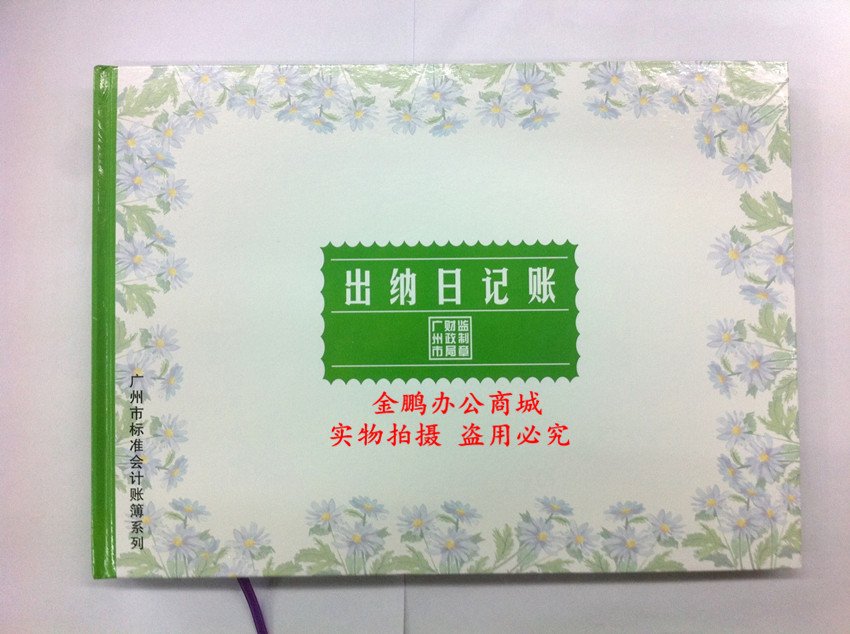 出纳日记账
广州市
财政局
监制章
金鹏办公商城
实物拍摄 盗用必究
广州市标准会计账簿系列